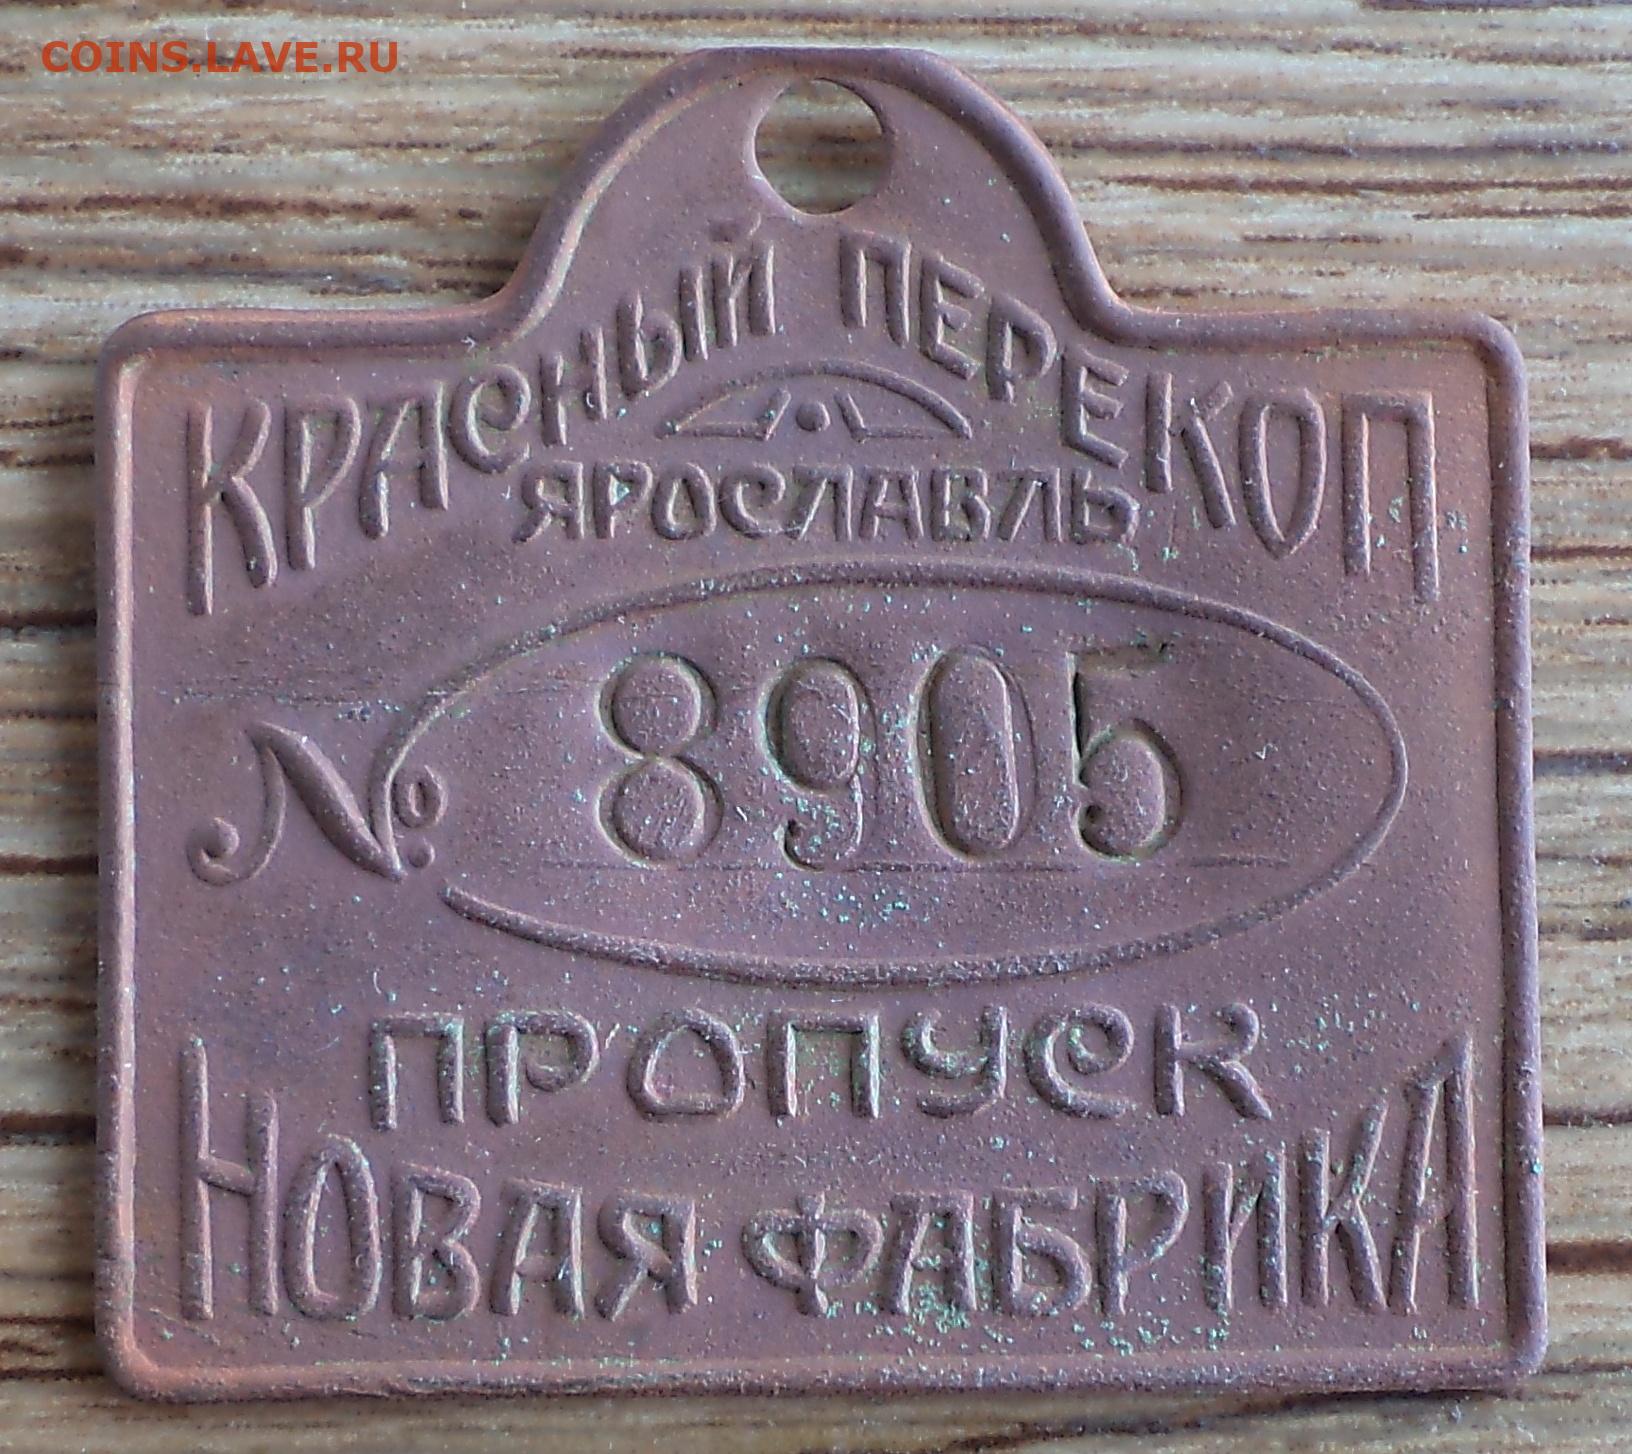 COINS.LAVE.RU
КРАСНЫЙ ПЕРЕКОП
ЯРОСЛАВЛЬ
№ 8905
ПРОПУСК
НОВАЯ ФАБРИКА